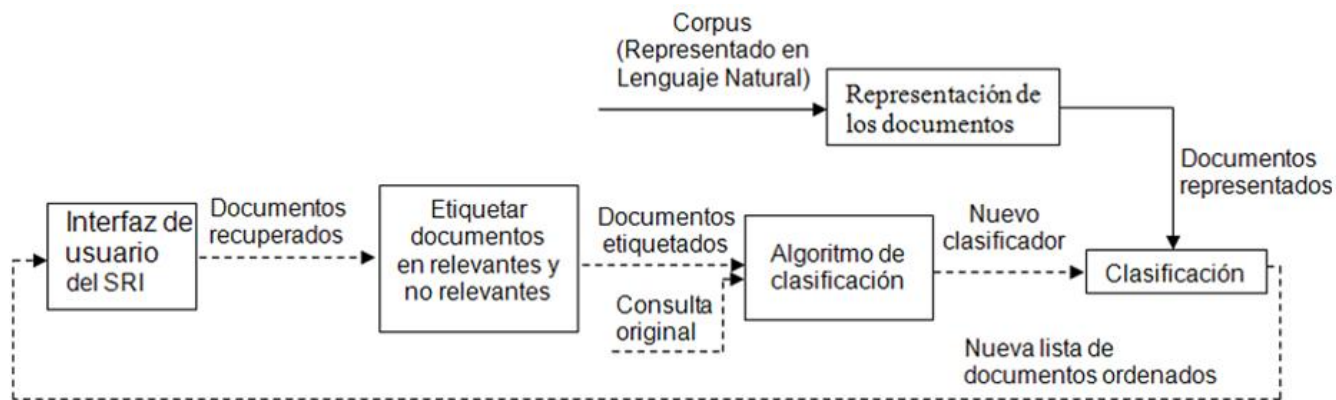 Corpus
(Representado en
Lenguaje Natural)
Representación de
los documentos
Documentos
representados
Interfaz de
usuario
del SRI
Documentos
recuperados
Etiquetar
documentos
en relevantes y
no relevantes
Documentos
etiquetados
Consulta
original
Algoritmo de
clasificación
Nuevo
clasificador
Clasificación
Nueva lista de
documentos ordenados